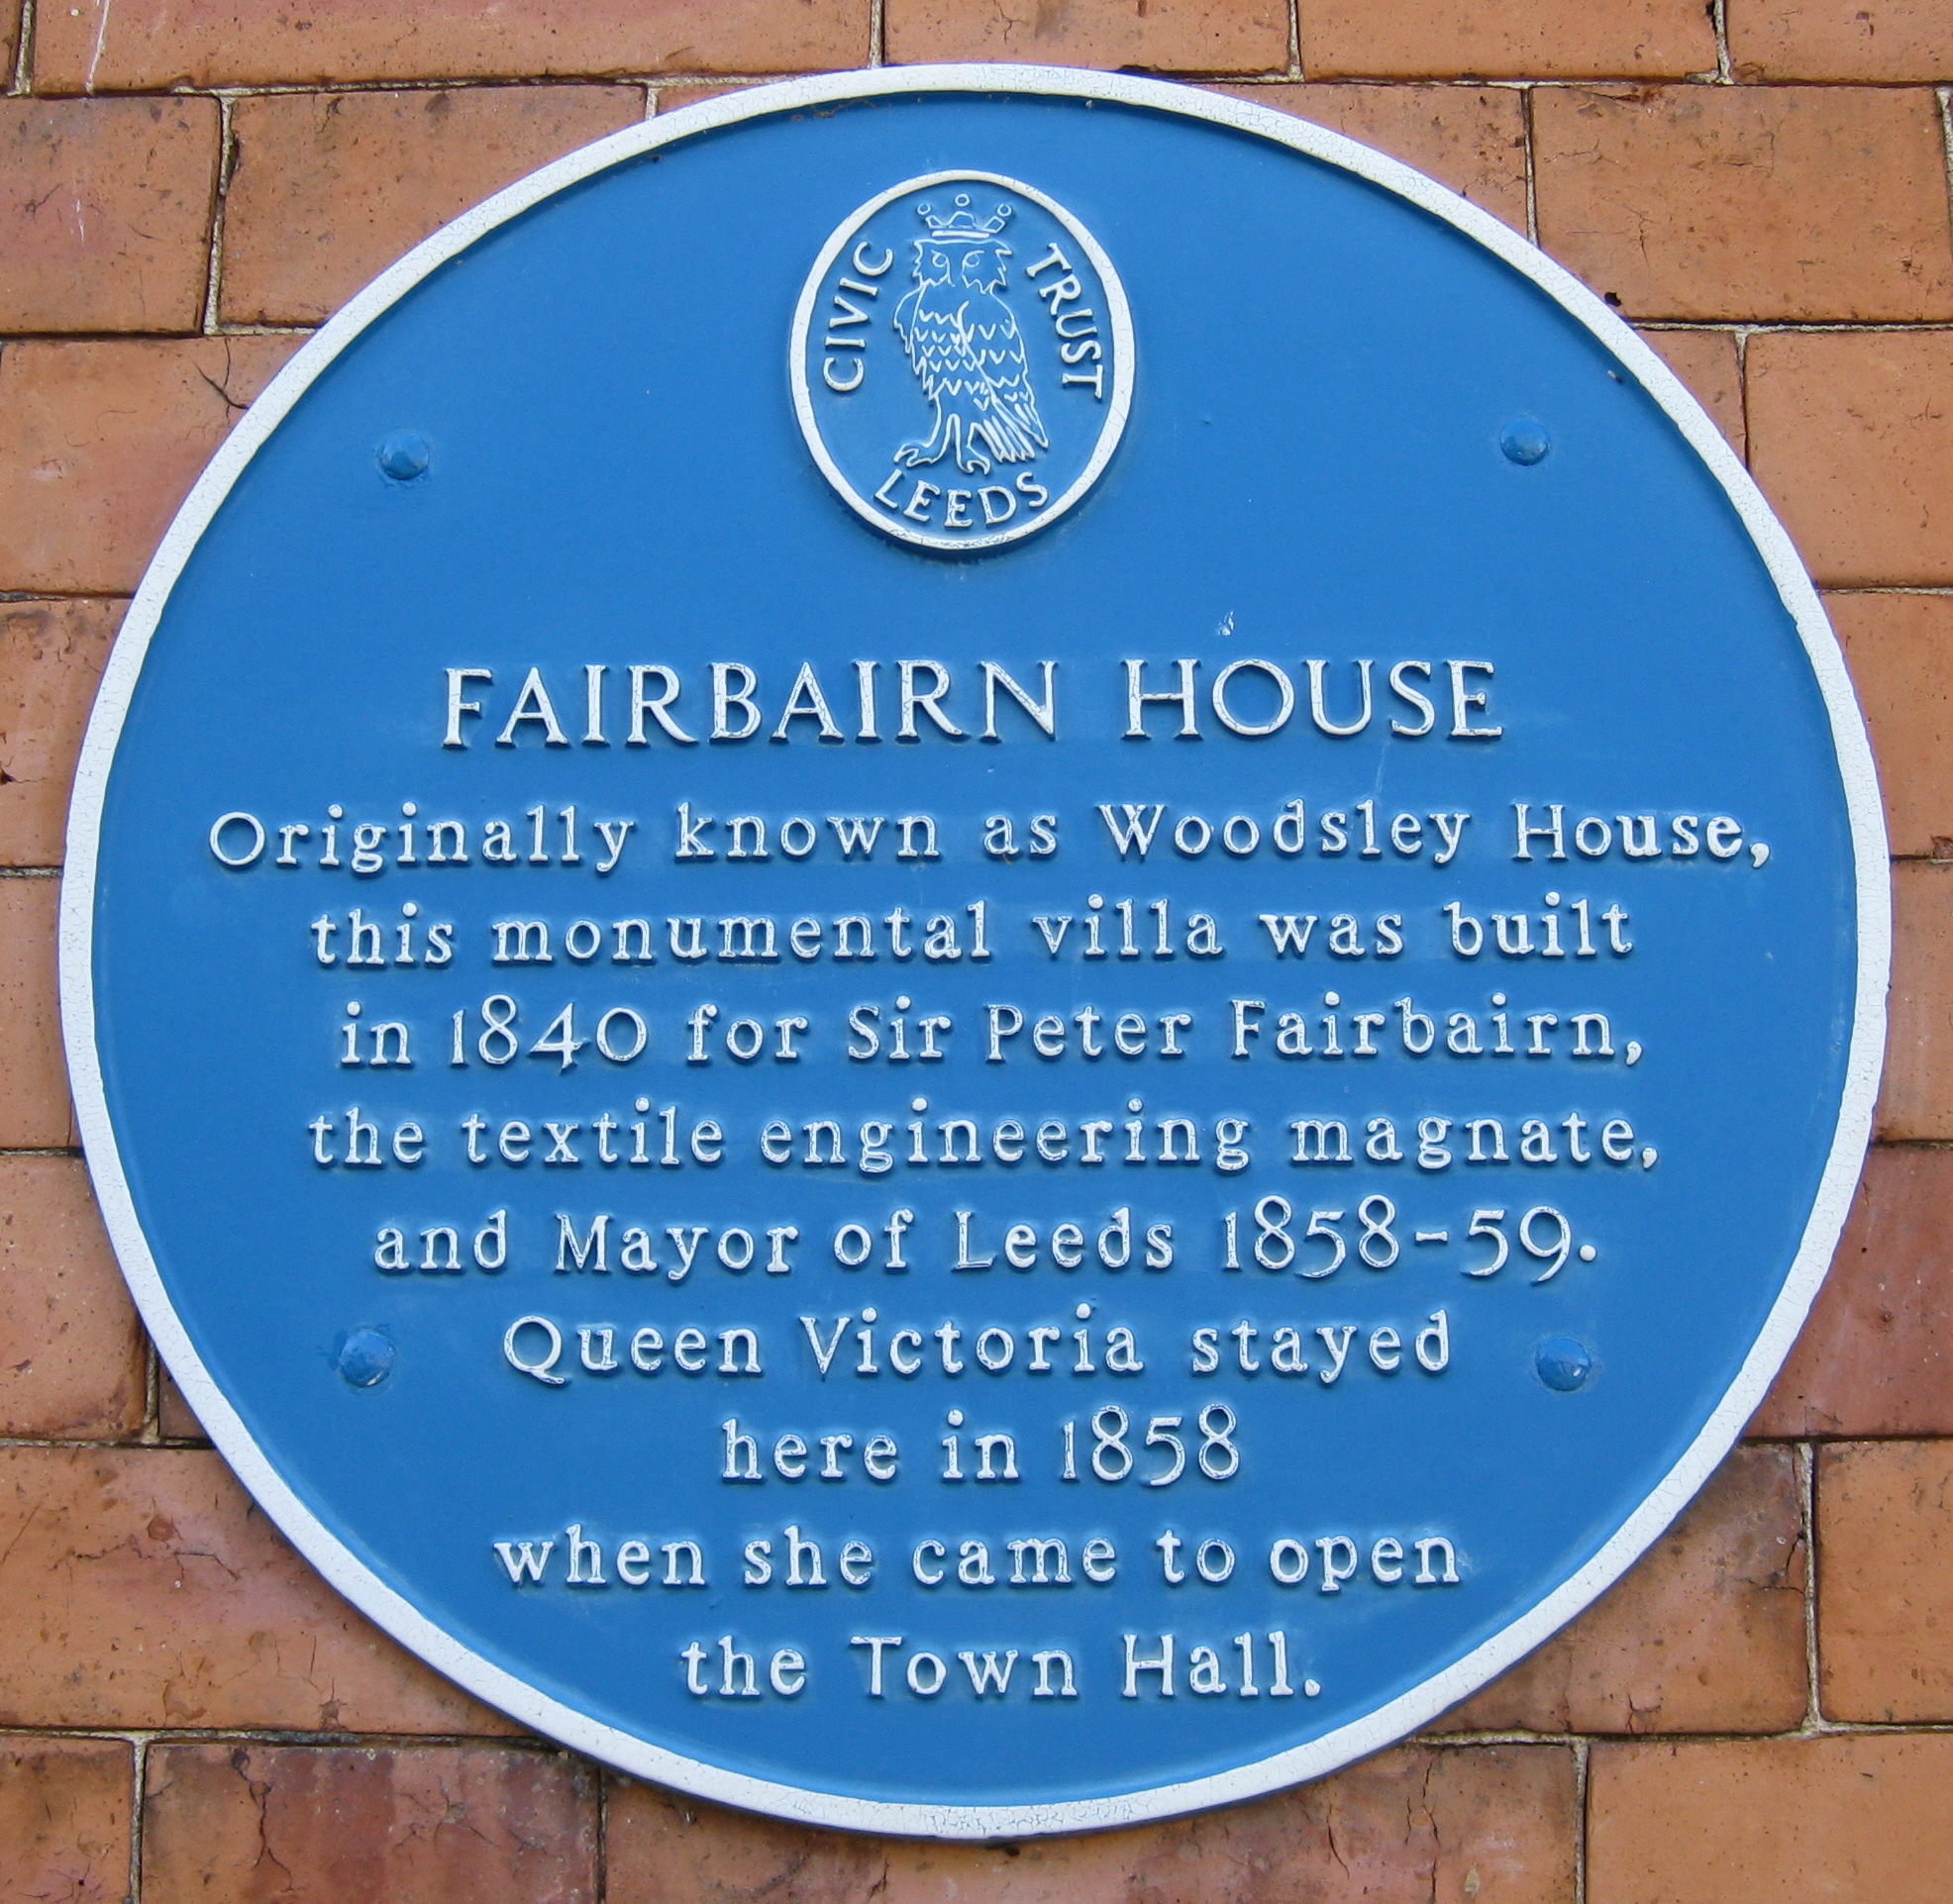 CIVIC TRUST
LEEDS
FAIRBAIRN HOUSE
Originally known as Woodsley House,
this monumental villa was built
in 1840 for Sir Peter Fairbairn,
the textile engineering magnate,
and Mayor of Leeds 1858-59.
Queen Victoria stayed
here in 1858
when she came to open
the Town Hall.